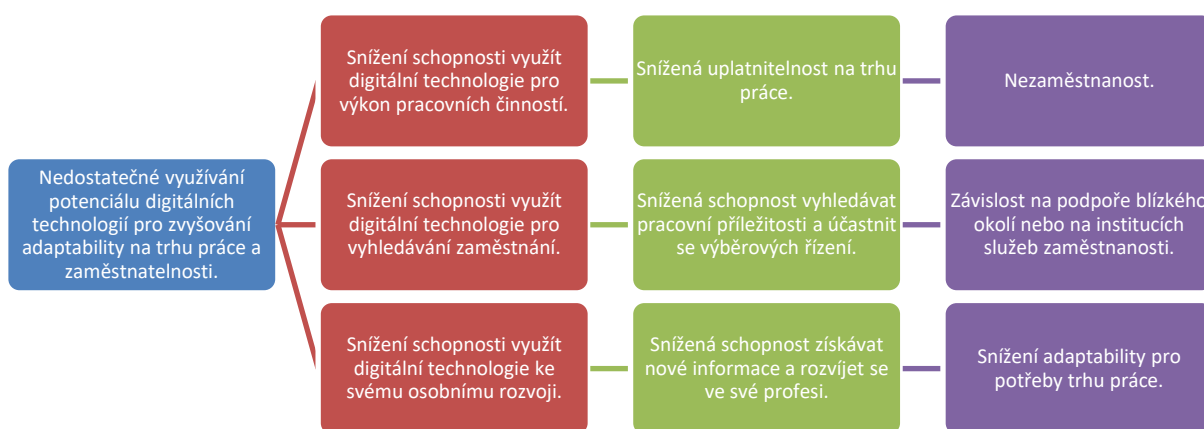 Nedostatečné využívání
potenciálu digitálních
technologií pro zvyšování
adaptability na trhu práce a
zaměstnatelnosti.
Snížení schopnosti využít
digitální technologie pro
výkon pracovních činností.
Snížená uplatnitelnost na trhu
práce.
Nezaměstnanost.
Snížení schopnosti využít
digitální technologie pro
vyhledávání zaměstnání.
Snížená schopnost vyhledávat
pracovní příležitosti a účastnit
se výběrových řízení.
Závislost na podpoře blízkého
okolí nebo na institucích
služeb zaměstnanosti.
Snížení schopnosti využít
digitální technologie ke
svému osobnímu rozvoji.
Snížená schopnost získávat
nové informace a rozvíjet se
ve své profesi.
Snížení adaptability pro
potřeby trhu práce.